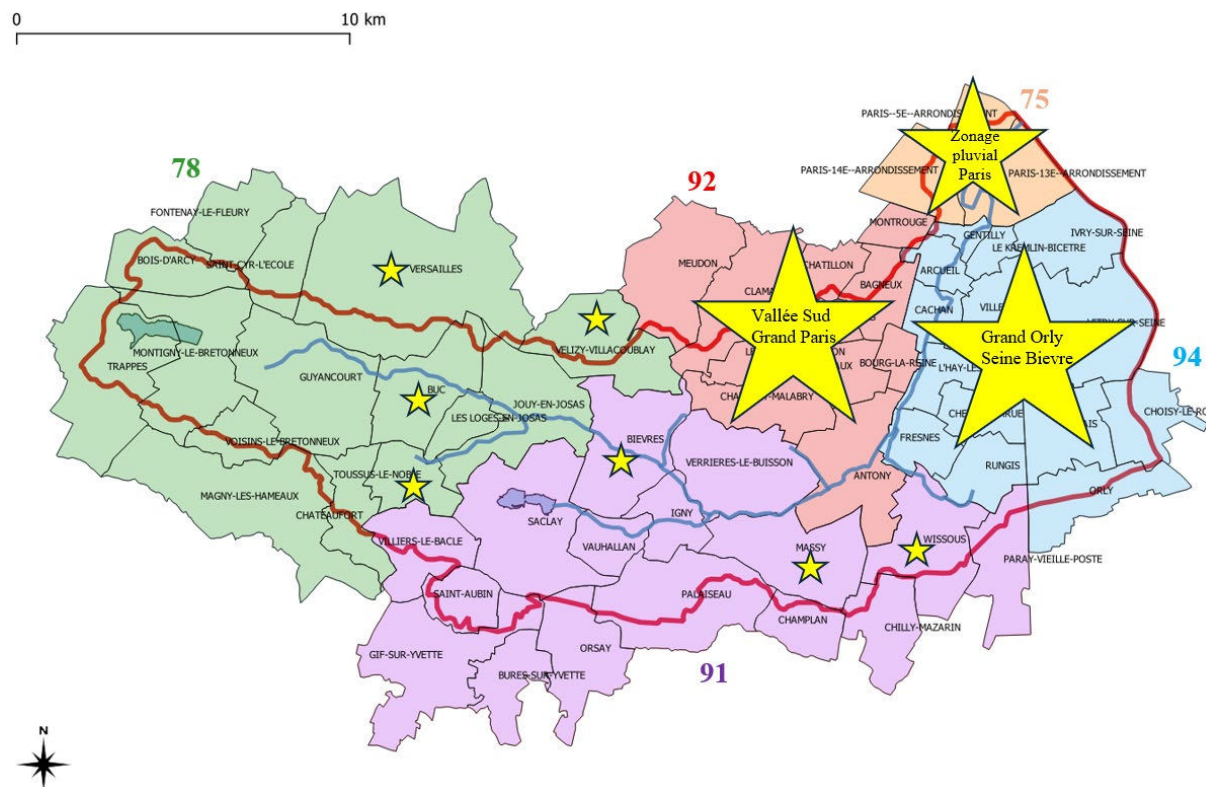 0
10 km
75
PARIS--5E--ARRONDISSEMENT
Zonage
pluvial
Paris
PARIS-14E--ARRONDISSEMENT
PARIS-13E--ARRONDISSEMENT
78
92
FONTENAY-LE-FLEURY
MONTROUGE
IVRY-SUR-SEINE
GENTILLY
LE KREMLIN-BICETRE
BOIS-D'ARCY
SAINT-CYR-L'ECOLE
VERSAILLES
MEUDON
CHATILLON
ARCUEIL
BAGNEUX
CLAMA
CACHAN
VILLE
Vallée Sud
Grand Paris
Grand Orly
Seine Bievre
MONTIGNY-LE-BRETONNEUX
VELIZY-VILLACOUBLAY
TRAPPES
GUYANCOURT
BOURG-LA-REINE
L'HAY-LES
94
BUC
MALABRY
LES LOGES-EN-JOSAS
JOUY-EN-JOSAS
CHOISY-LE-RO
VOISINS-LE-BRETONNEUX
BIEVRES
FRESNES
TOUSSUS-LE-NOBLE
VERRIERES-LE-BUISSON
ANTONY
RUNGIS
MAGNY-LES-HAMEAUX
ORLY
CHATEAUFORT
SACLAY
IGNY
VILLIERS-LE-BACLE
VAUHALLAN
MASSY
WISSOUS
PARAY-VIEILLE-POSTE
SAINT-AUBIN
PALAISEAU
CHAMPLAN
CHILLY-MAZARIN
GIF-SUR-YVETTE
ORSAY
BURES-SUR-YVETTE
91
N